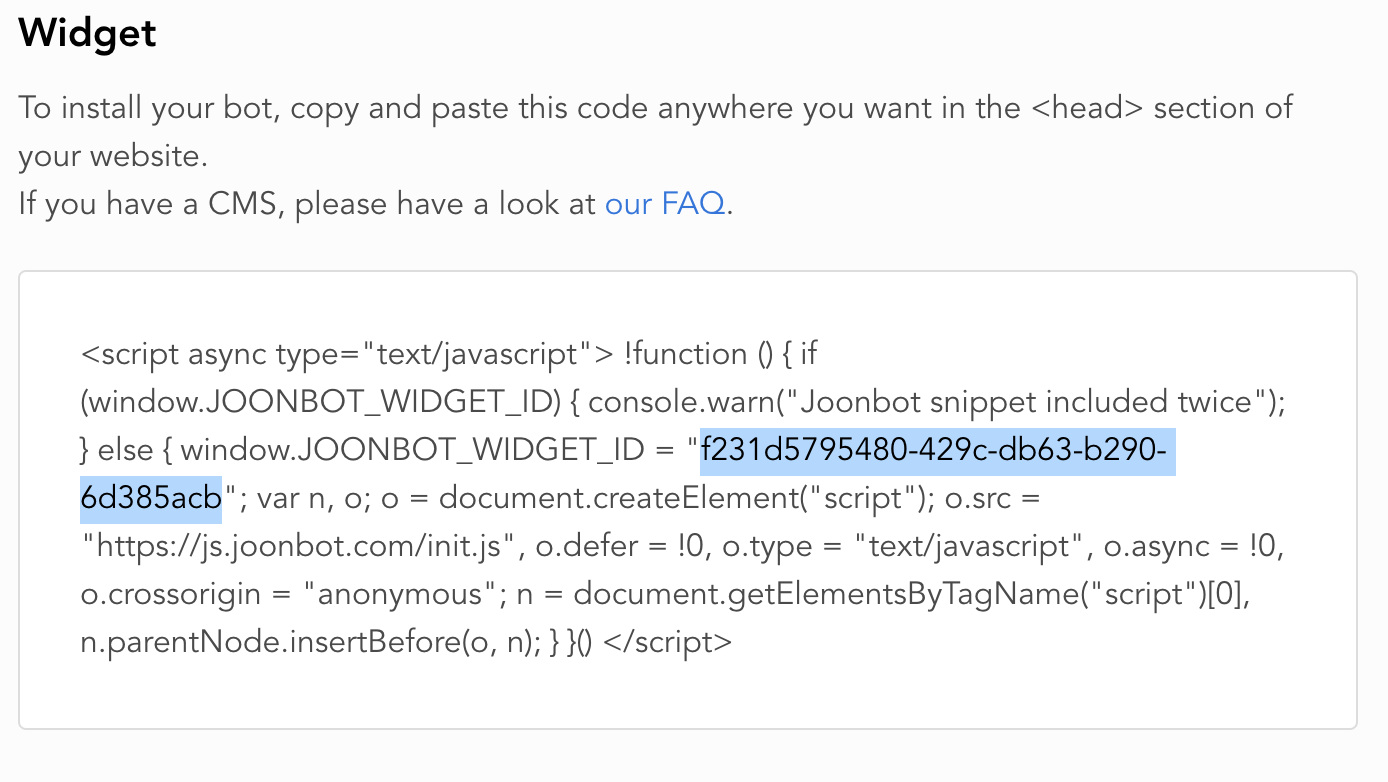 Widget
To install your bot, copy and paste this code anywhere you want in the <head> section of
your website.
If you have a CMS, please have a look at our FAQ.
<script async type="text/javascript"> !function () { if
(window.JOONBOT_WIDGET_ID) { console.warn("Joonbot snippet included twice");
} else { window.JOONBOT_WIDGET_ID = "f231d5795480-429c-db63-b290-
6d385acb"; var n, o; o = document.createElement("script"); o.src =
"https://js.joonbot.com/init.js", o.defer = !0, o.type = "text/javascript", o.async = !0,
o.crossorigin = "anonymous"; n = document.getElementsByTagName("script")[0],
n.parentNode.insertBefore(o, n); } }() </script>